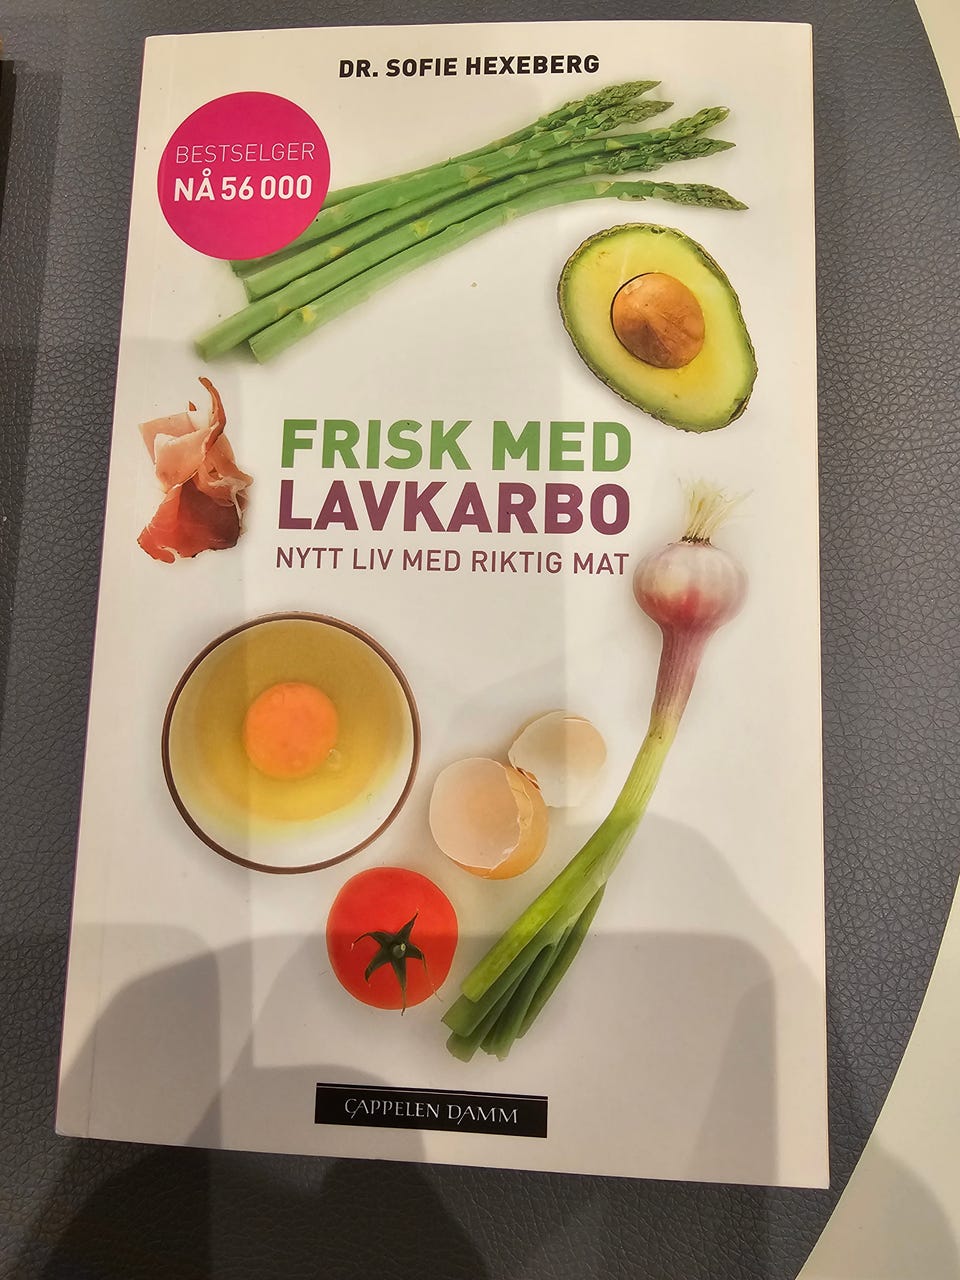 DR. SOFIE HEXEBERG
BESTSELGER
NÅ 56 000
FRISK MED
LAVKARBO
NYTT LIV MED RIKTIG MAT
CAPPELEN DAMM